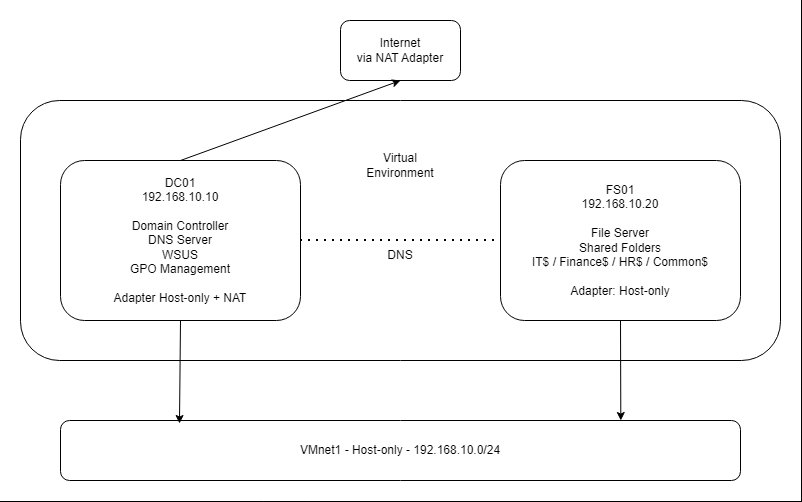 Internet
via NAT Adapter
Virtual
Environment
DC01
192.168.10.10
Domain Controller
DNS Server
WSUS
GPO Management
Adapter Host-only + NAT
DNS
FS01
192.168.10.20
File Server
Shared Folders
IT$ / Finance$ / HR$ / Common$
Adapter: Host-only
VMnet1 - Host-only - 192.168.10.0/24